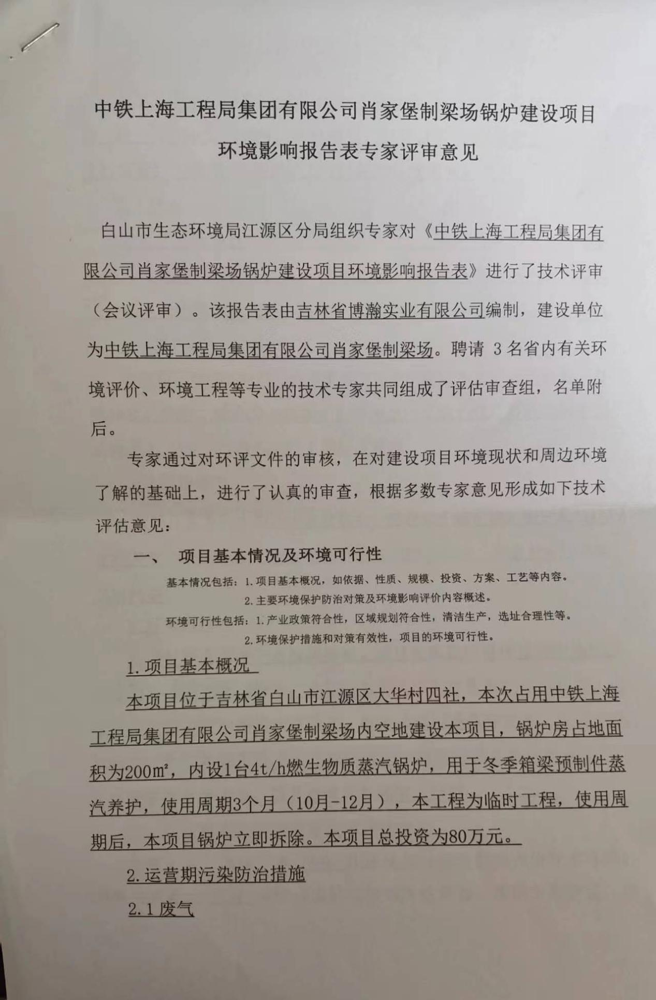 中铁上海工程局集团有限公司肖家堡制梁场锅炉建设项目
环境影响报告表专家评审意见
白山市生态环境局江源区分局组织专家对《中铁上海工程局集团有
限公司肖家堡制梁场锅炉建设项目环境影响报告表》进行了技术评审
（会议评审）。该报告表由吉林省博瀚实业有限公司编制，建设单位
为中铁上海工程局集团有限公司肖家堡制梁场。聘请 3 名省内有关环
境评价、环境工程等专业的技术专家共同组成了评估审查组，名单附
后。
专家通过对环评文件的审核，在对建设项目环境现状和周边环境
了解的基础上，进行了认真的审查，根据多数专家意见形成如下技术
评估意见：
一、 项目基本情况及环境可行性
基本情况包括：1.项目基本概况，如依据、性质、规模、投资、方案、工艺等内容。
2.主要环境保护防治对策及环境影响评价内容概述。
环境可行性包括：1.产业政策符合性，区域规划符合性，清洁生产，选址合理性等。
2.环境保护措施和对策有效性，项目的环境可行性。
1.项目基本概况
本项目位于吉林省白山市江源区大华村四社，本次占用中铁上海
工程局集团有限公司肖家堡制梁场内空地建设本项目，锅炉房占地面
积为200㎡，内设1台4t/h燃生物质蒸汽锅炉，用于冬季箱梁预制件蒸
汽养护，使用周期3个月（10月-12月），本工程为临时工程，使用周
期后，本项目锅炉立即拆除。本项目总投资为80万元。
2.运营期污染防治措施
2.1 废气